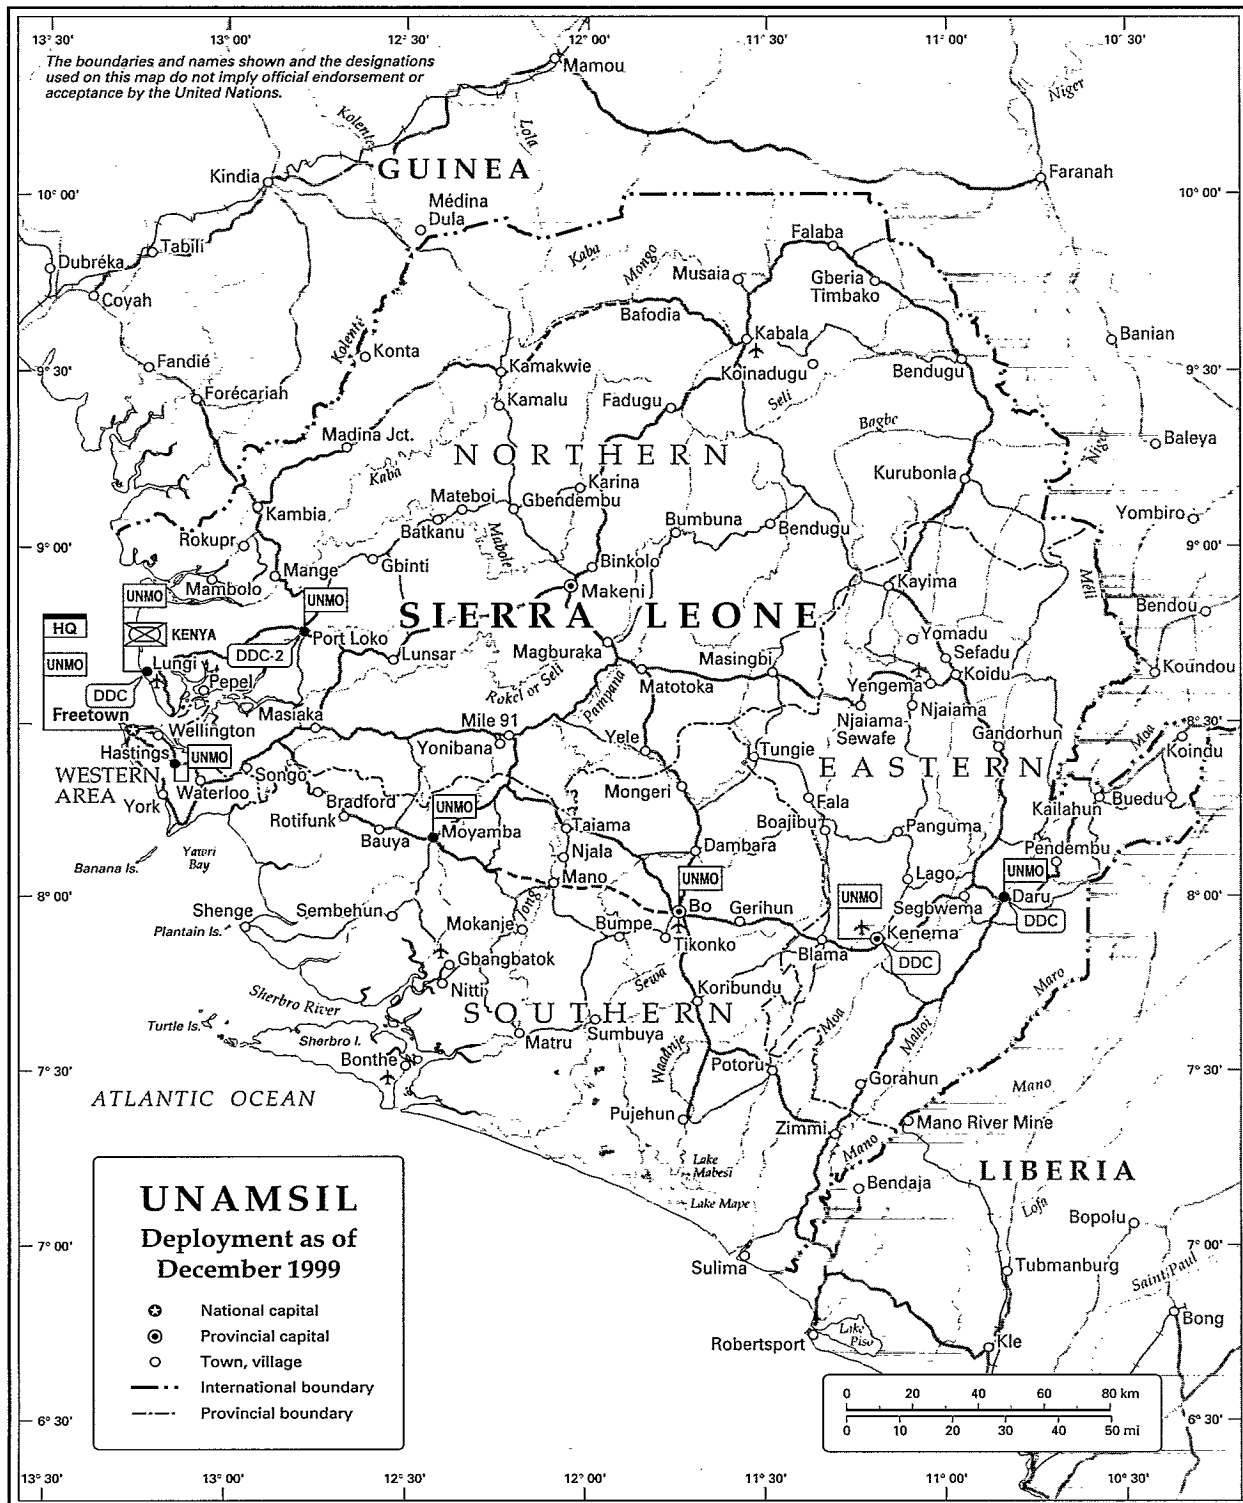 13° 30'
13° 00'
12° 30'
12° 00'
11° 30'
11° 00'
10° 30'
The boundaries and names shown and the designations
used on this map do not imply official endorsement or
acceptance by the United Nations.
Mamou
Niger
Kolente
Lola
GUINEA
Kindia
Faranah
10° 00'
10° 00'
Médina
Dula
Falaba
Tabili
Dubréka
Kaba
Mongo
Musaia
Gberia
Timbako
Coyah
Bafodia
Kabala
Banian
Kolenté
Konta
Fandié
9° 30'
Kamakwie
Koinadugu
Bendugu
9° 30'
Forécariah
Kamalu
Fadugu
Seli
Madina Jct.
Bagbe
Baleya
NORTHERN
Niger
Kaba
Karina
Kurubonla
Mateboi
Gbendembu
Kambia
Batkanu
Bumbuna
Bendugu
Yombiro
Rokupr
Mabole
9° 00'
9° 00'
Gbinti
Binkolo
Mange
Mambolo
Makeni
Kayima
Méli
UNMO
UNMO
Bendou
HQ
SIERRA LEONE
KENYA
Port Loko
Yomadu
UNMO
DDC-2
Lunsar
Magburaka
Masingbi
Sefadu
Lungi
Koidu
Koundou
DDC
Pepel
Rokel or Seli
Pampana
Matotoka
Yengema
Freetown
Masiaka
Mile 91
Njaiama-
Sewafe
Njaiama
8° 30'
Wellington
Yonibana
Yele
Gandorhun
Moa
Koindu
Hastings
UNMO
Tungie
WESTERN
AREA
Songo
EASTERN
Waterloo
Mongeri
York
Bradford
UNMO
Fala
Kailahun
Buedu
Rotifunk
Moyamba
Taiama
Boajibu
Panguma
Bauya
Njala
Dambara
Pendembu
Banana Is.
Yawri
Bay
Mano
UNMO
Lago
UNMO
8° 00'
UNMO
8° 00'
Shenge
Sembehun
Jong
Bo
Gerihun
Segbwema
Daru
Plantain Is.
Mokanje
Bumpe
Tikonko
Kenema
DDC
Gbangbatok
Blama
DDC
Nitti
Sewa
Koribundu
Maro
Sherbro River
SOUTHERN
Moa
Turtle Is.
Sherbro I.
Matru
Sumbuya
Mahoi
Bonthe
Waanje
Potoru
7° 30'
7° 30'
Gorahun
Mano
ATLANTIC OCEAN
Pujehun
Zimmi
Mano River Mine
Mano
Lake
Mabesi
LIBERIA
Bendaja
Lake Mape
Lofa
Bopolu
7° 00'
7° 00'
Sulima
Tubmanburg
Saint Paul
Bong
Robertsport
Lake
Piso
Kle
UNAMSIL
Deployment as of
December 1999
National capital
Provincial capital
Town, village
International boundary
Provincial boundary
0 20 40 60 80 km
0 10 20 30 40 50 mi
6° 30'
6° 30'
13° 30'
13° 00'
12° 30'
12° 00'
11° 30'
11° 00'
10° 30'